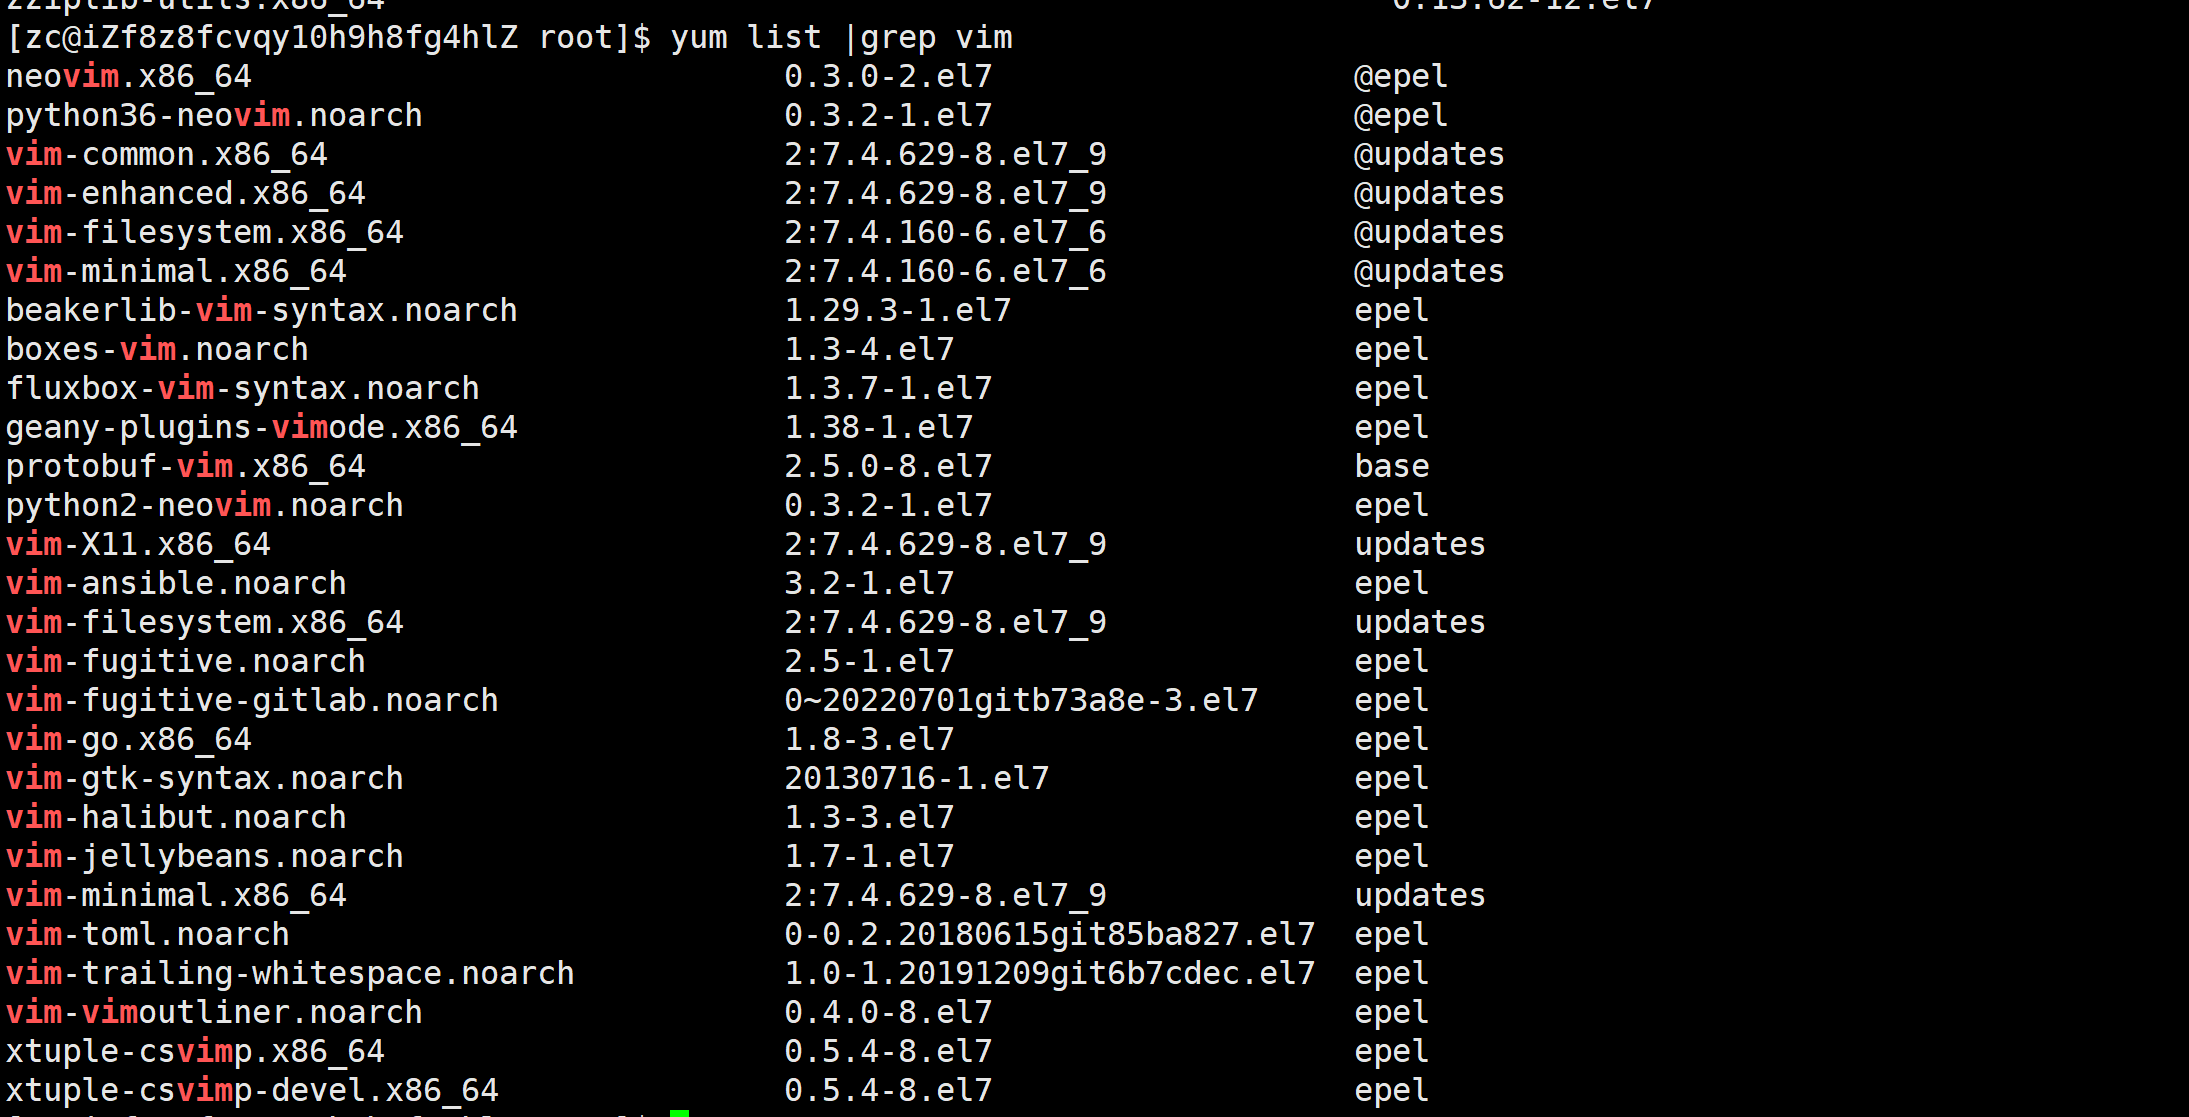 zziplib-utils.x86_64 0.13.62-12.el7
[zc@iZf8z8fcvqy10h9h8fg4hlZ root]$ yum list |grep vim
neovim.x86_64 0.3.0-2.el7 @epel
python36-neovim.noarch 0.3.2-1.el7 @epel
vim-common.x86_64 2:7.4.629-8.el7_9 @updates
vim-enhanced.x86_64 2:7.4.629-8.el7_9 @updates
vim-filesystem.x86_64 2:7.4.160-6.el7_6 @updates
vim-minimal.x86_64 2:7.4.160-6.el7_6 @updates
beakerlib-vim-syntax.noarch 1.29.3-1.el7 epel
boxes-vim.noarch 1.3-4.el7 epel
fluxbox-vim-syntax.noarch 1.3.7-1.el7 epel
geany-plugins-vimode.x86_64 1.38-1.el7 epel
protobuf-vim.x86_64 2.5.0-8.el7 base
python2-neovim.noarch 0.3.2-1.el7 epel
vim-X11.x86_64 2:7.4.629-8.el7_9 updates
vim-ansible.noarch 3.2-1.el7 epel
vim-filesystem.x86_64 2:7.4.629-8.el7_9 updates
vim-fugitive.noarch 2.5-1.el7 epel
vim-fugitive-gitlab.noarch 0~20220701gitb73a8e-3.el7 epel
vim-go.x86_64 1.8-3.el7 epel
vim-gtk-syntax.noarch 20130716-1.el7 epel
vim-halibut.noarch 1.3-3.el7 epel
vim-jellybeans.noarch 1.7-1.el7 epel
vim-minimal.x86_64 2:7.4.629-8.el7_9 updates
vim-toml.noarch 0-0.2.20180615git85ba827.el7 epel
vim-trailing-whitespace.noarch 1.0-1.20191209git6b7cdec.el7 epel
vim-vimoutliner.noarch 0.4.0-8.el7 epel
xtuple-csvimp.x86_64 0.5.4-8.el7 epel
xtuple-csvimp-devel.x86_64 0.5.4-8.el7 epel